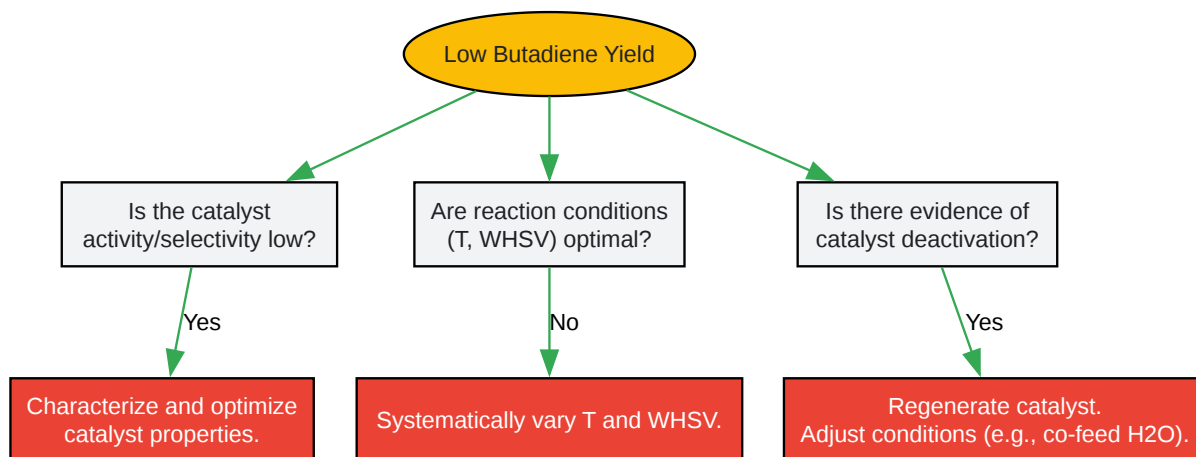 Low Butadiene Yield
Is the catalyst
activity/selectivity low?
Are reaction conditions
(T, WHSV) optimal?
Is there evidence of
catalyst deactivation?
Yes
No
Yes
Characterize and optimize
catalyst properties.
Systematically vary T and WHSV.
Regenerate catalyst.
Adjust conditions (e.g., co-feed H2O).